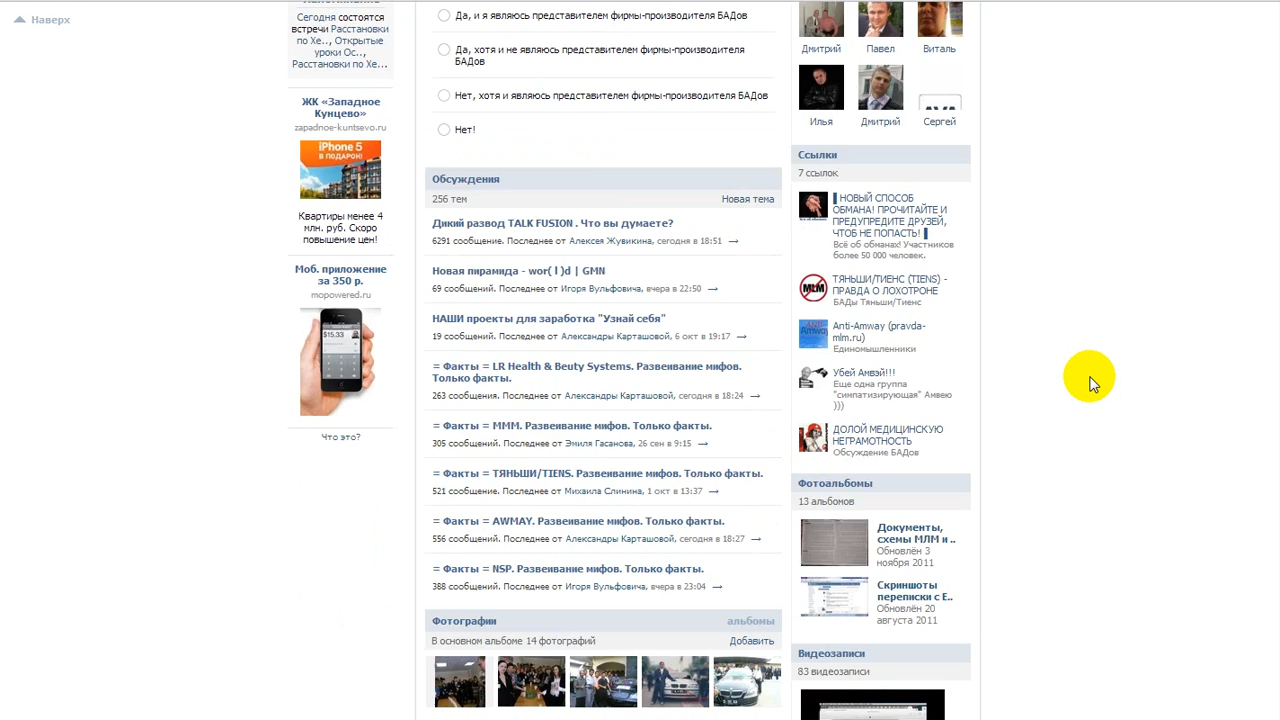 Наверх
Сегодня состоятся
встречи Расстановки
по Хе.., Открытые
уроки Ос..,
Расстановки по Хе...
ЖК «Западное
Кунцево»
zapadnoe-kuntsevo.ru
iPhone 5
В ПОДАРОК!
Квартиры менее 4
млн. руб. Скоро
повышение цен!
Моб. приложение
за 350 р.
mopowered.ru
$15.33
Что это?
Да, и я являюсь представителем фирмы-производителя БАДов
Да, хотя и не являюсь представителем фирмы-производителя
БАДов
Нет, хотя и являюсь представителем фирмы-производителя БАДов
Нет!
Обсуждения
256 тем
Новая тема
Дикий развод TALK FUSION . Что вы думаете?
6291 сообщение. Последнее от Алексея Жувикина, сегодня в 18:51 →
Новая пирамида - wor( l )d | GMN
69 сообщений. Последнее от Игоря Вульфовича, вчера в 22:50 →
НАШИ проекты для заработка "Узнай себя"
19 сообщений. Последнее от Александры Карташовой, 6 окт в 19:17 →
= Факты = LR Health & Beuty Systems. Развеивание мифов.
Только факты.
263 сообщения. Последнее от Александры Карташовой, сегодня в 18:24 →
= Факты = МММ. Развеивание мифов. Только факты.
305 сообщений. Последнее от Эмиля Гасанова, 26 сен в 9:15 →
= Факты = ТЯНЬШИ/TIENS. Развеивание мифов. Только факты.
521 сообщение. Последнее от Михаила Слинина, 1 окт в 13:37 →
= Факты = AWMAY. Развеивание мифов. Только факты.
556 сообщений. Последнее от Александры Карташовой, сегодня в 18:27 →
= Факты = NSP. Развеивание мифов. Только факты.
388 сообщений. Последнее от Игоря Вульфовича, вчера в 23:04 →
Фотографии
альбомы
В основном альбоме 14 фотографий
Добавить
Дмитрий
Павел
Виталь
Илья
Дмитрий
Сергей
Ссылки
7 ссылок
▌НОВЫЙ СПОСОБ
ОБМАНА! ПРОЧИТАЙТЕ И
ПРЕДУПРЕДИТЕ ДРУЗЕЙ,
ЧТОБ НЕ ПОПАСТЬ!▐
Всё об обманах! Участников
более 50 000 человек.
MLM
ТЯНЬШИ/ТИЕНС (TIENS) -
ПРАВДА О ЛОХОТРОНЕ
БАДы Тяньши/Тиенс
Anti-Amway (pravda-
mlm.ru)
Единомышленники
Убей Амвэй!!!
Еще одна группа
"симпатизирующая" Амвею
)))
ДОЛОЙ МЕДИЦИНСКУЮ
НЕГРАМОТНОСТЬ
Обсуждение БАДов
Фотоальбомы
13 альбомов
Документы,
схемы МЛМ и ..
Обновлён 3
ноября 2011
Скриншоты
переписки с Е..
Обновлён 20
августа 2011
Видеозаписи
83 видеозаписи